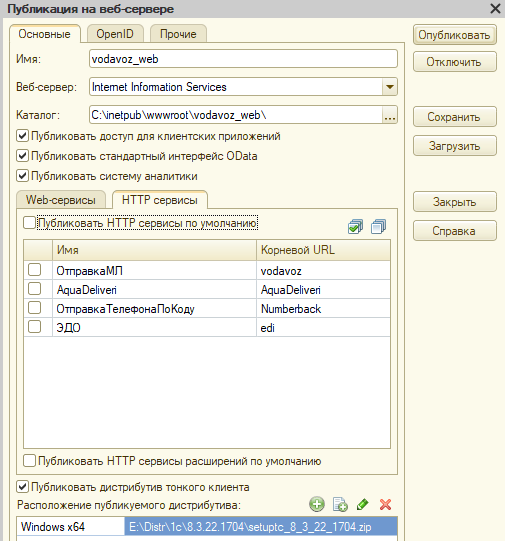 Публикация на веб-сервере
Основные OpenID Прочие
Опубликовать
Имя: vodavoz_web
Отключить
Веб-сервер: Internet Information Services
Каталог: C:\inetpub\wwwroot\vodavoz_web\ ...
Сохранить
Публиковать доступ для клиентских приложений
Загрузить
Публиковать стандартный интерфейс OData
Публиковать систему аналитики
Web-сервисы HTTP сервисы
Закрыть
Публиковать HTTP сервисы по умолчанию
Справка
Имя Корневой URL
ОтправкаМЛ vodavoz
AquaDeliveri AquaDeliveri
ОтправкаТелефонаПоКоду Numberback
ЭДО edi
Публиковать HTTP сервисы расширений по умолчанию
Публиковать дистрибутив тонкого клиента
Расположение публикуемого дистрибутива:
Windows x64 E:\Distr\1c\8.3.22.1704\setuptc_8_3_22_1704.zip